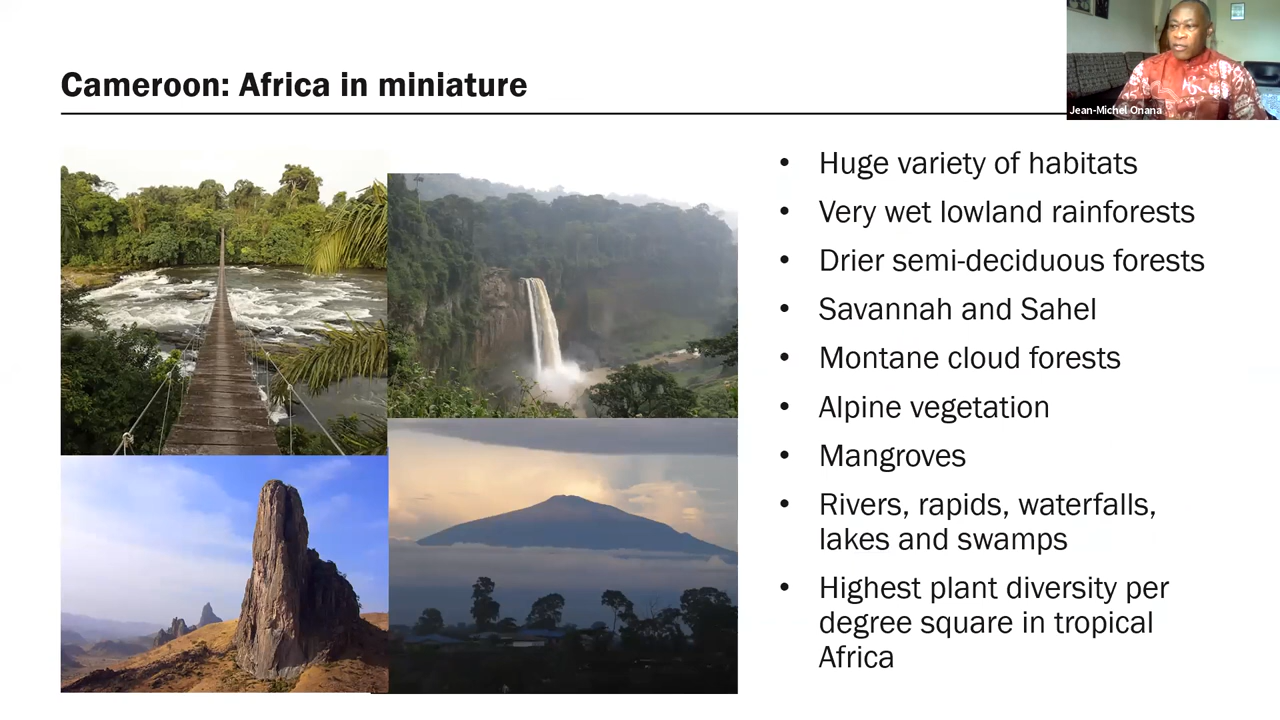 Cameroon: Africa in miniature
Jean-Michel Onana
• Huge variety of habitats
• Very wet lowland rainforests
• Drier semi-deciduous forests
• Savannah and Sahel
• Montane cloud forests
• Alpine vegetation
• Mangroves
• Rivers, rapids, waterfalls,
lakes and swamps
• Highest plant diversity per
degree square in tropical
Africa